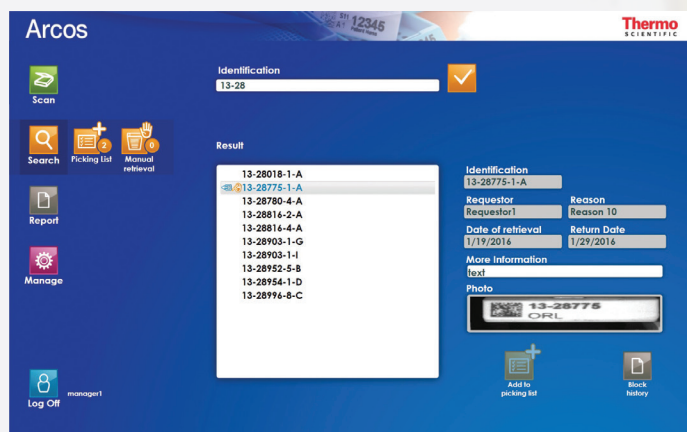 Arcos
S11 12345
A1 Patient Name
Thermo
SCIENTIFIC
Scan
Search
Picking List
2
Manual
retrieval
0
Report
Manage
Log Off
manager1
Identification
13-28
Result
13-28018-1-A
13-28775-1-A
13-28780-4-A
13-28816-2-A
13-28816-4-A
13-28903-1-G
13-28903-1-I
13-28952-5-B
13-28954-1-D
13-28996-8-C
Identification
13-28775-1-A
Requestor
Reason
Requestor1
Reason 10
Date of retrieval
Return Date
1/19/2016
1/29/2016
More Information
text
Photo
13-28775
ORL
Add to
picking list
Block
history